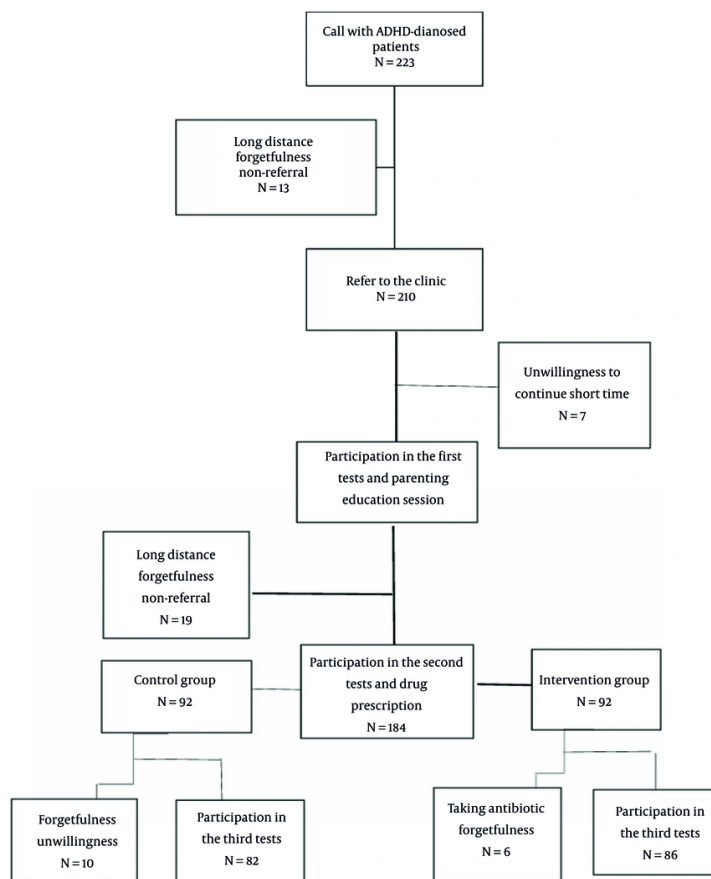 Call with ADHD-dianosed
patients
N = 223
Long distance
forgetfulness
non-referral
N = 13
Refer to the clinic
N = 210
Unwillingness to
continue short time
N = 7
Participation in the first
tests and parenting
education session
Long distance
forgetfulness
non-referral
N = 19
Participation in the second
tests and drug
prescription
N = 184
Control group
N = 92
Intervention group
N = 92
Forgetfulness
unwillingness
N = 10
Participation in
the third tests
N = 82
Taking antibiotic
forgetfulness
N = 6
Participation in
the third tests
N = 86